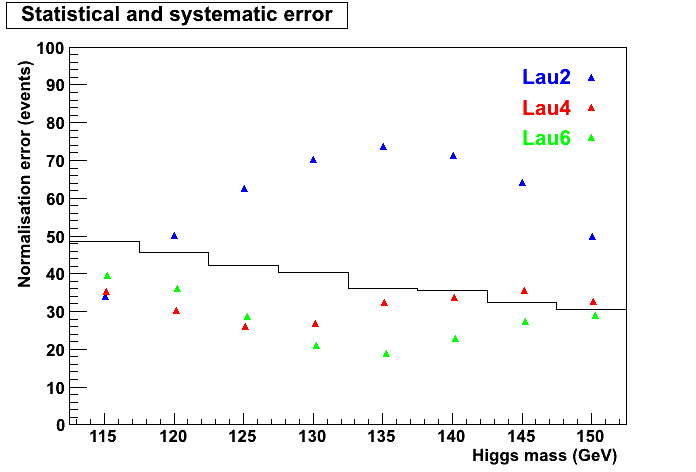 Statistical and systematic error
Normalisation error (events)
100
90
80
70
60
50
40
30
20
10
0
Lau2
Lau4
Lau6
115 120 125 130 135 140 145 150
Higgs mass (GeV)